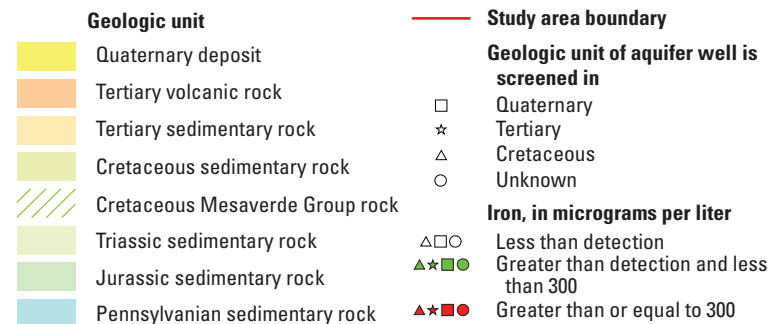 Geologic unit
Quaternary deposit
Tertiary volcanic rock
Tertiary sedimentary rock
Cretaceous sedimentary rock
Cretaceous Mesaverde Group rock
Triassic sedimentary rock
Jurassic sedimentary rock
Pennsylvanian sedimentary rock
Study area boundary
Geologic unit of aquifer well is
screened in
Quaternary
Tertiary
Cretaceous
Unknown
Iron, in micrograms per liter
Less than detection
Greater than detection and less
than 300
Greater than or equal to 300